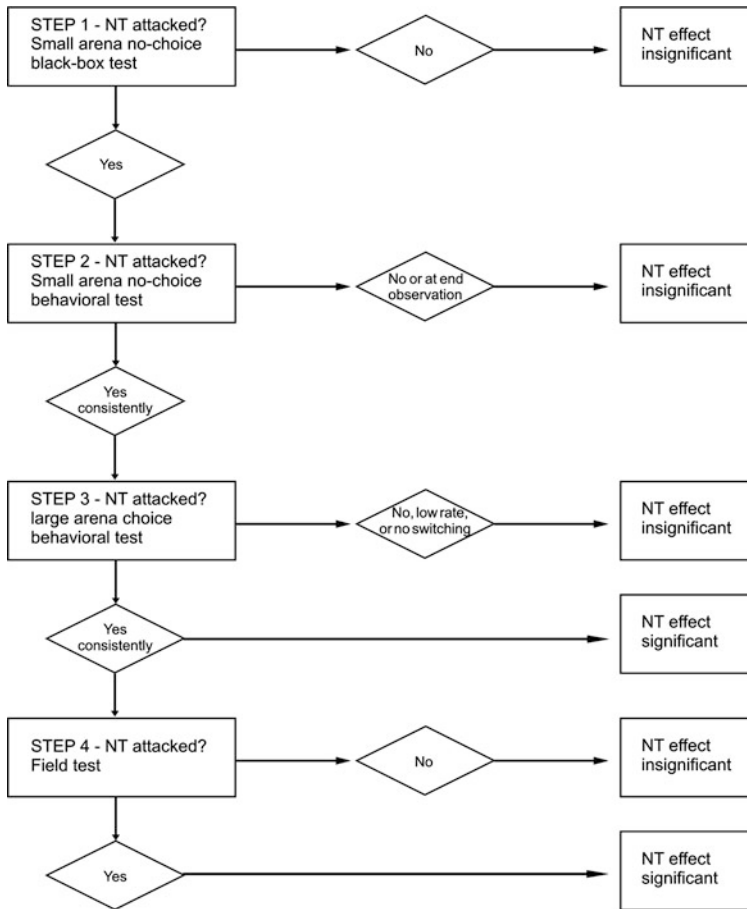 STEP 1 - NT attacked?
Small arena no-choice
black-box test
No
NT effect
insignificant
Yes
STEP 2 - NT attacked?
Small arena no-choice
behavioral test
No or at end
observation
NT effect
insignificant
Yes
consistently
STEP 3 - NT attacked?
large arena choice
behavioral test
No, low rate,
or no switching
NT effect
insignificant
Yes
consistently
NT effect
significant
STEP 4 - NT attacked?
Field test
No
NT effect
insignificant
Yes
NT effect
significant